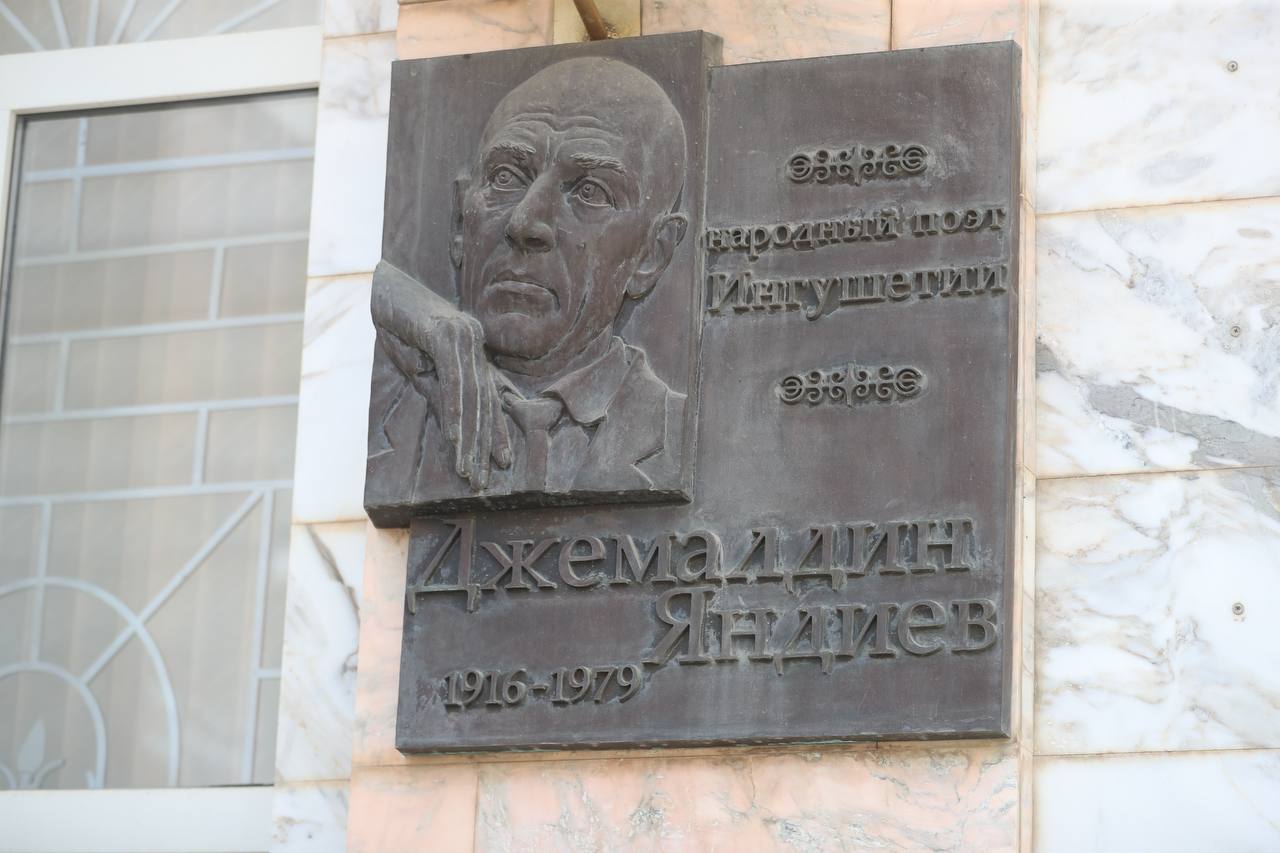 народный поэт
Ингушетии
Джемалдин
Яндиев
1916-1979